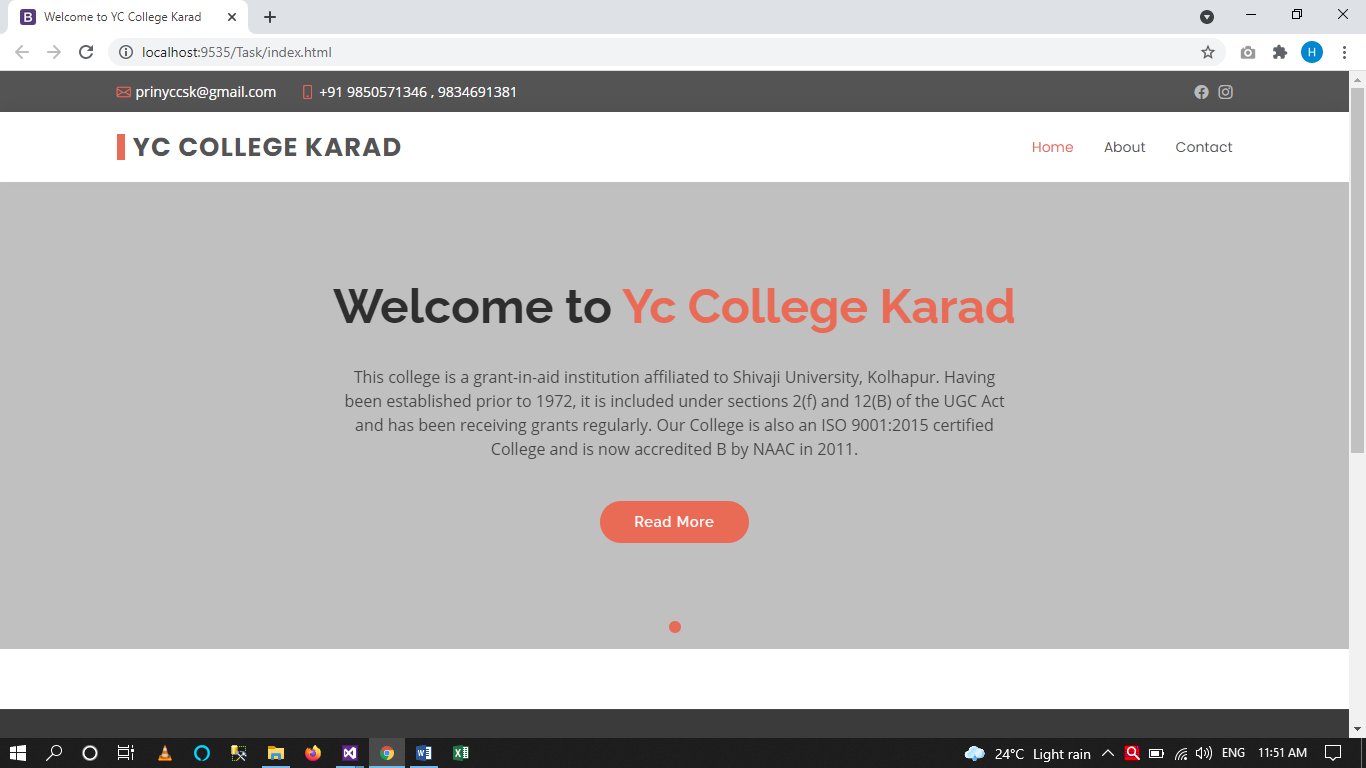 Welcome to YC College Karad
localhost:9535/Task/index.html
H
prinyccsk@gmail.com +91 9850571346 , 9834691381
YC COLLEGE KARAD
Home About Contact
Welcome to Yc College Karad
This college is a grant-in-aid institution affiliated to Shivaji University, Kolhapur. Having
been established prior to 1972, it is included under sections 2(f) and 12(B) of the UGC Act
and has been receiving grants regularly. Our College is also an ISO 9001:2015 certified
College and is now accredited B by NAAC in 2011.
Read More
24°C Light rain ENG 11:51 AM